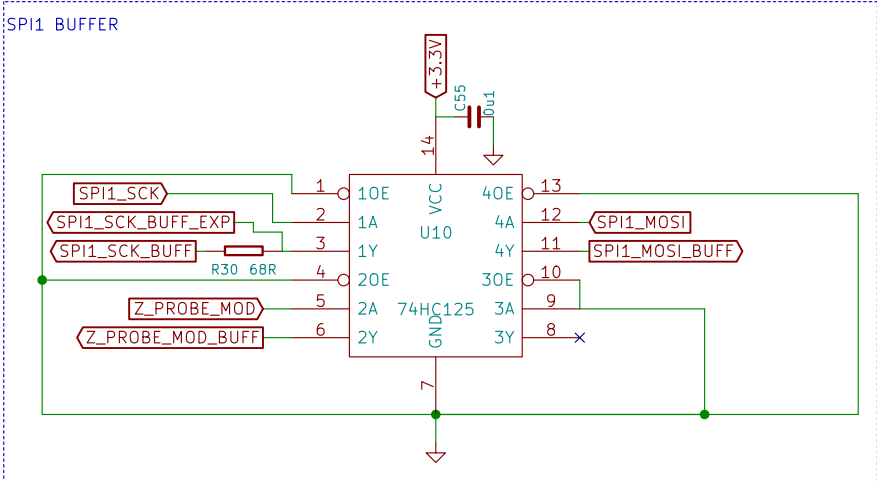 SPI1 BUFFER
+3.3V
C55
0u1
14
VCC
SPI1_SCK
1
1OE
4OE
13
SPI1_SCK_BUFF_EXP
2
1A
4A
12
SPI1_MOSI
U10
SPI1_SCK_BUFF
3
1Y
4Y
11
SPI1_MOSI_BUFF
R30 68R
4
2OE
3OE
10
Z_PROBE_MOD
5
2A
74HC125
3A
9
Z_PROBE_MOD_BUFF
6
2Y
GND
3Y
8
7